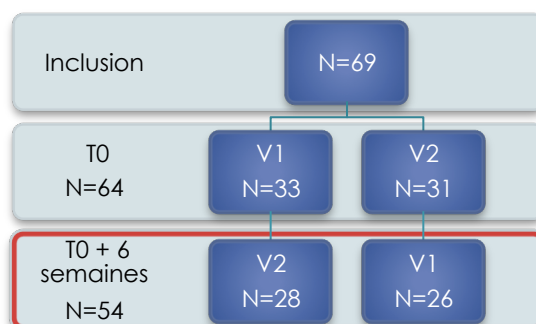 Inclusion
N=69
T0
N=64
V1
N=33
V2
N=31
T0 + 6
semaines
N=54
V2
N=28
V1
N=26